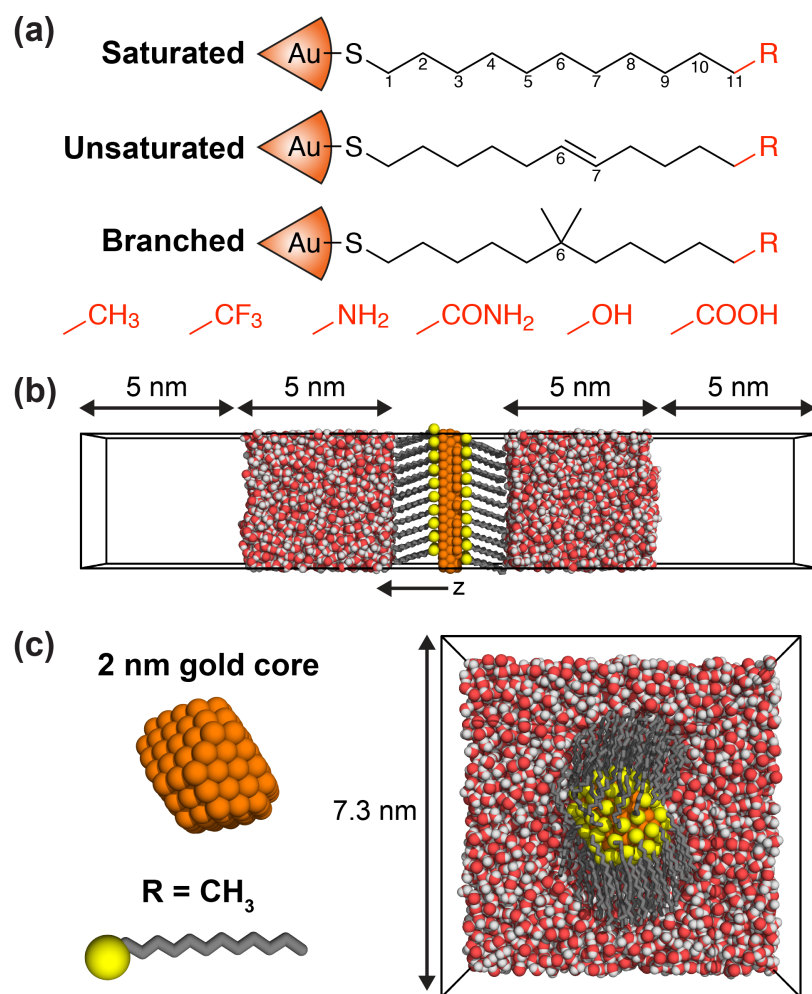 (a)
Saturated Au S 1 2 3 4 5 6 7 8 9 10 11 R
Unsaturated Au S 6 7 R
Branched Au S 6 R
CH₃ CF₃ NH₂ CONH₂ OH COOH
(b)
5 nm 5 nm 5 nm 5 nm
z
(c)
2 nm gold core
7.3 nm
R = CH₃